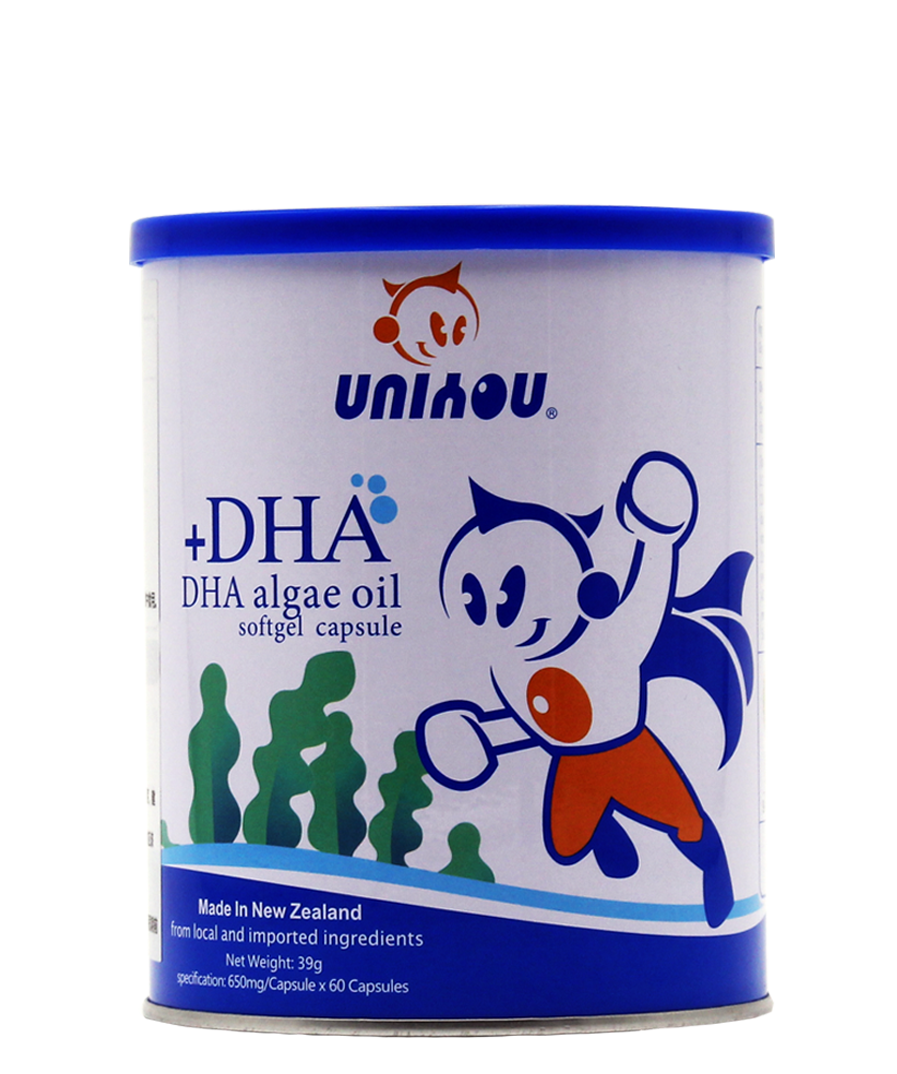 UNIHOU®
+DHA
DHA algae oil
softgel capsule
Made In New Zealand
from local and imported ingredients
Net Weight: 39g
specification: 650mg/Capsule x 60 Capsules